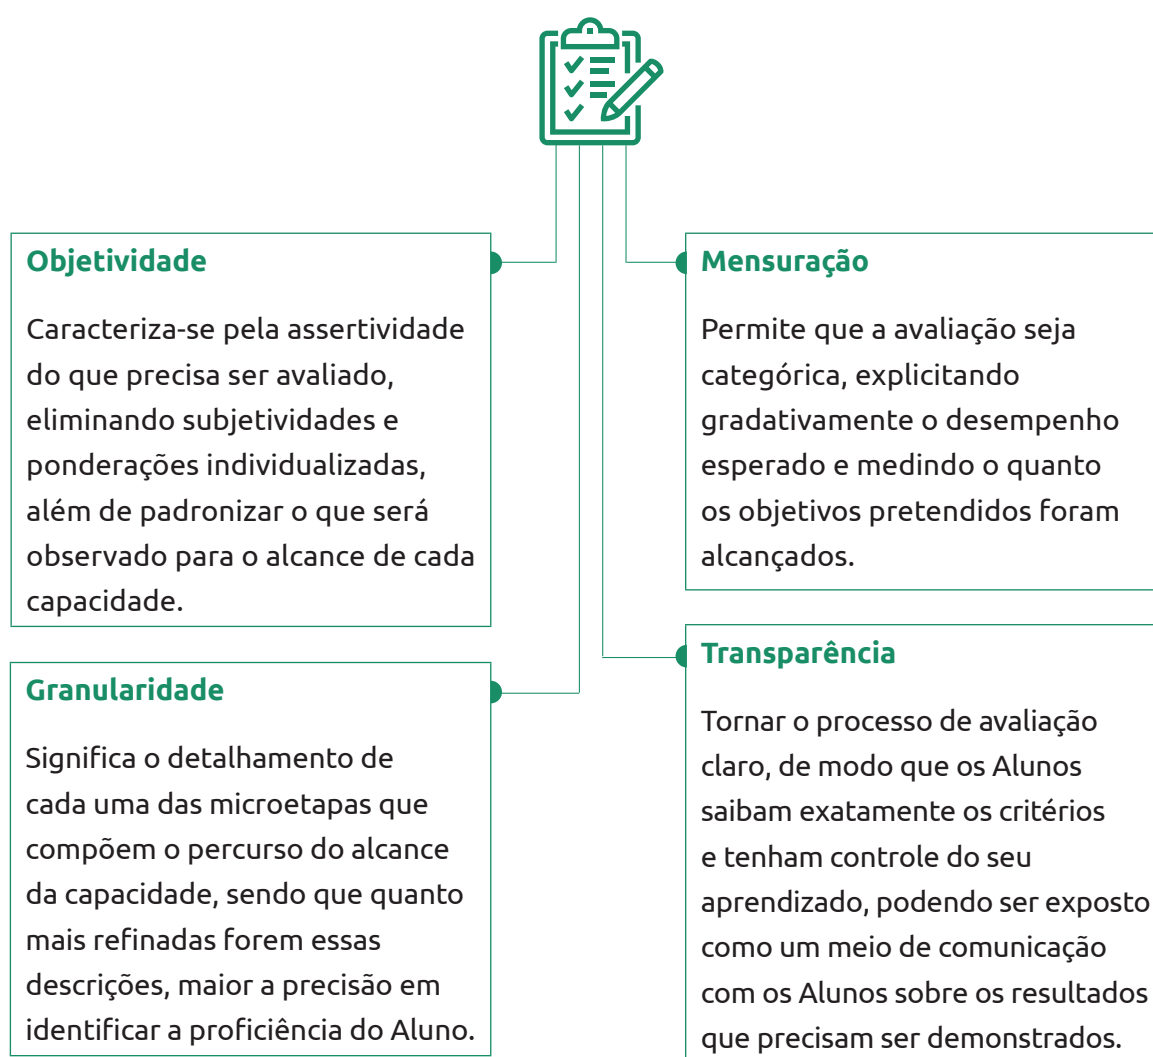 Objetividade
Caracteriza-se pela assertividade
do que precisa ser avaliado,
eliminando subjetividades e
ponderações individualizadas,
além de padronizar o que será
observado para o alcance de cada
capacidade.
Mensuração
Permite que a avaliação seja
categórica, explicitando
gradativamente o desempenho
esperado e medindo o quanto
os objetivos pretendidos foram
alcançados.
Granularidade
Significa o detalhamento de
cada uma das microetapas que
compõem o percurso do alcance
da capacidade, sendo que quanto
mais refinadas forem essas
descrições, maior a precisão em
identificar a proficiência do Aluno.
Transparência
Tornar o processo de avaliação
claro, de modo que os Alunos
saibam exatamente os critérios
e tenham controle do seu
aprendizado, podendo ser exposto
como um meio de comunicação
com os Alunos sobre os resultados
que precisam ser demonstrados.